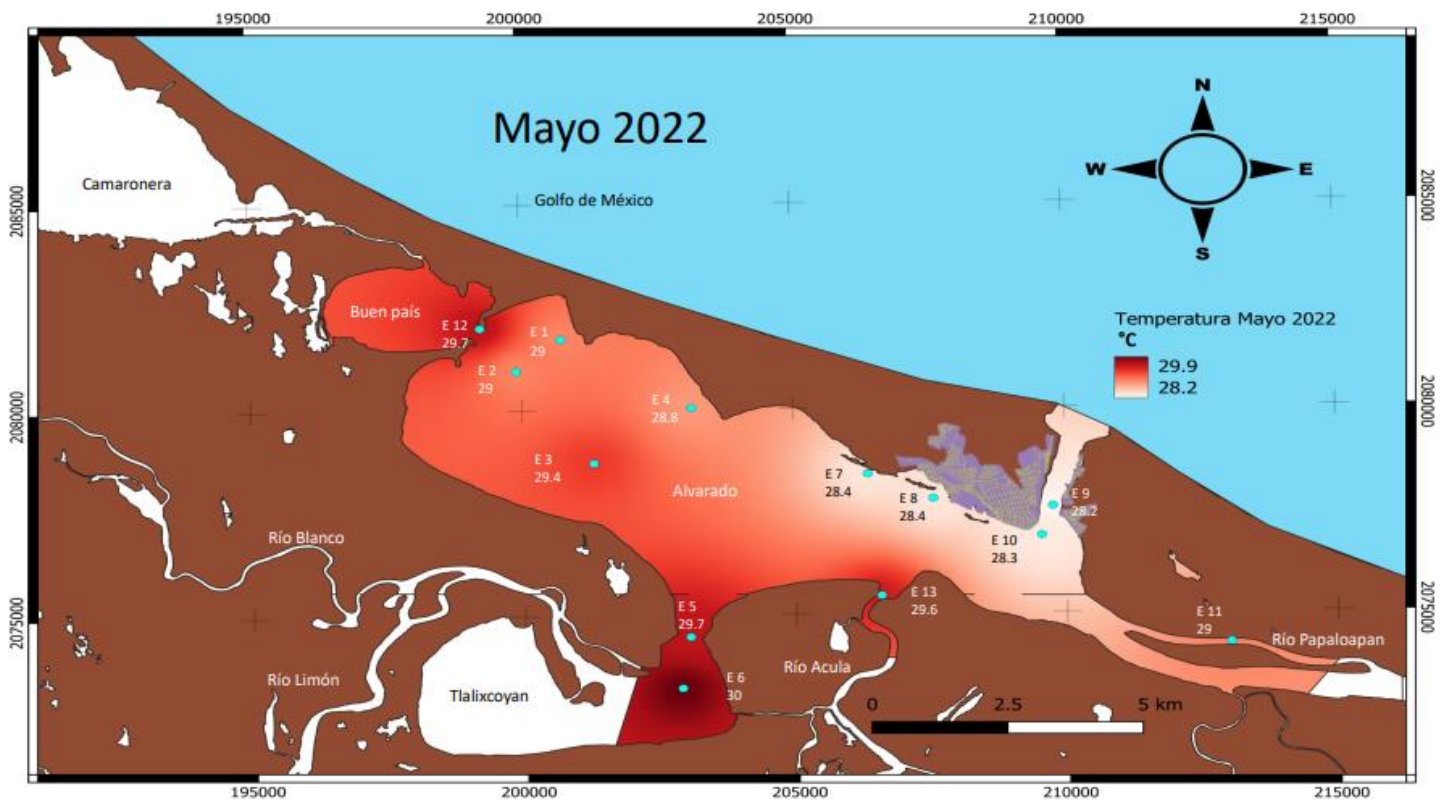 195000
200000
205000
210000
215000
Mayo 2022
N
W
E
S
Camaronera
Golfo de México
2085000
2085000
Buen país
Temperatura Mayo 2022
°C
29.9
28.2
E 12
29.7
E 1
29
E 2
29
E 4
28.8
2080000
2080000
E 3
29.4
Alvarado
E 7
28.4
E 8
28.4
E 9
28.2
E 10
28.3
Río Blanco
E 13
29.6
E 5
29.7
E 11
29
2075000
2075000
Río Papaloapan
Río Acula
Río Limón
Tlalixcoyan
E 6
30
0
2.5
5 km
195000
200000
205000
210000
215000